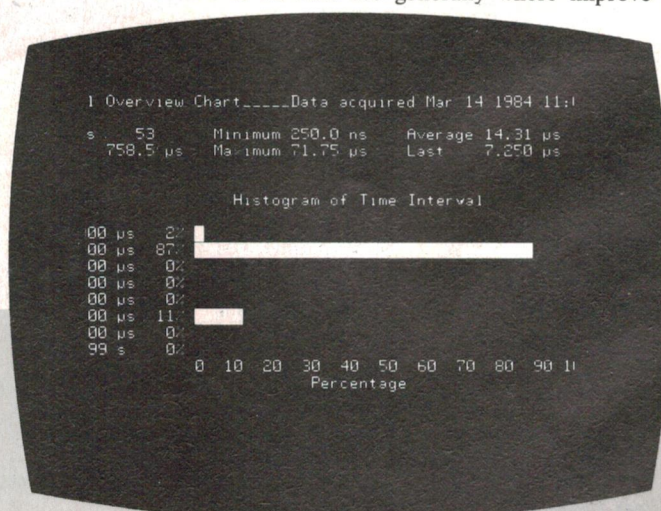 generally where improve
1 Overview Chart_____Data acquired Mar 14 1984 11:
s 53 Minimum 250.0 ns Average 14.31 µs
758.5 µs Maximum 71.75 µs Last 7.250 µs
Histogram of Time Interval
00 µs 2%
00 µs 87%
00 µs 0%
00 µs 0%
00 µs 0%
00 µs 11%
00 µs 0%
99 s 0%
0 10 20 30 40 50 60 70 80 90 1
Percentage